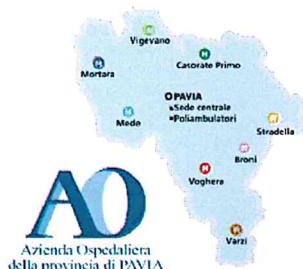 Vigevano
Casorate Primo
Mortara
PAVIA
Sede centrale
Poliambulatori
Mede
Stradella
Broni
Voghera
Varzi
AO
Azienda Ospedaliera
della provincia di PAVIA